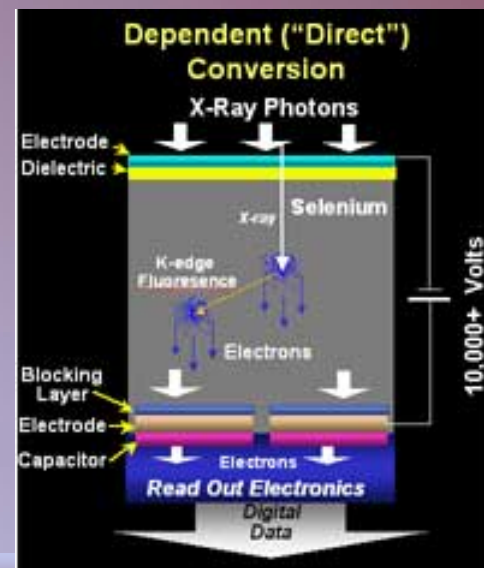 Dependent ("Direct")
Conversion
X-Ray Photons
Electrode
Dielectric
Selenium
X-ray
K-edge
Fluoresence
Electrons
10,000+ Volts
Blocking
Layer
Electrode
Capacitor
Electrons
Read Out Electronics
Digital
Data